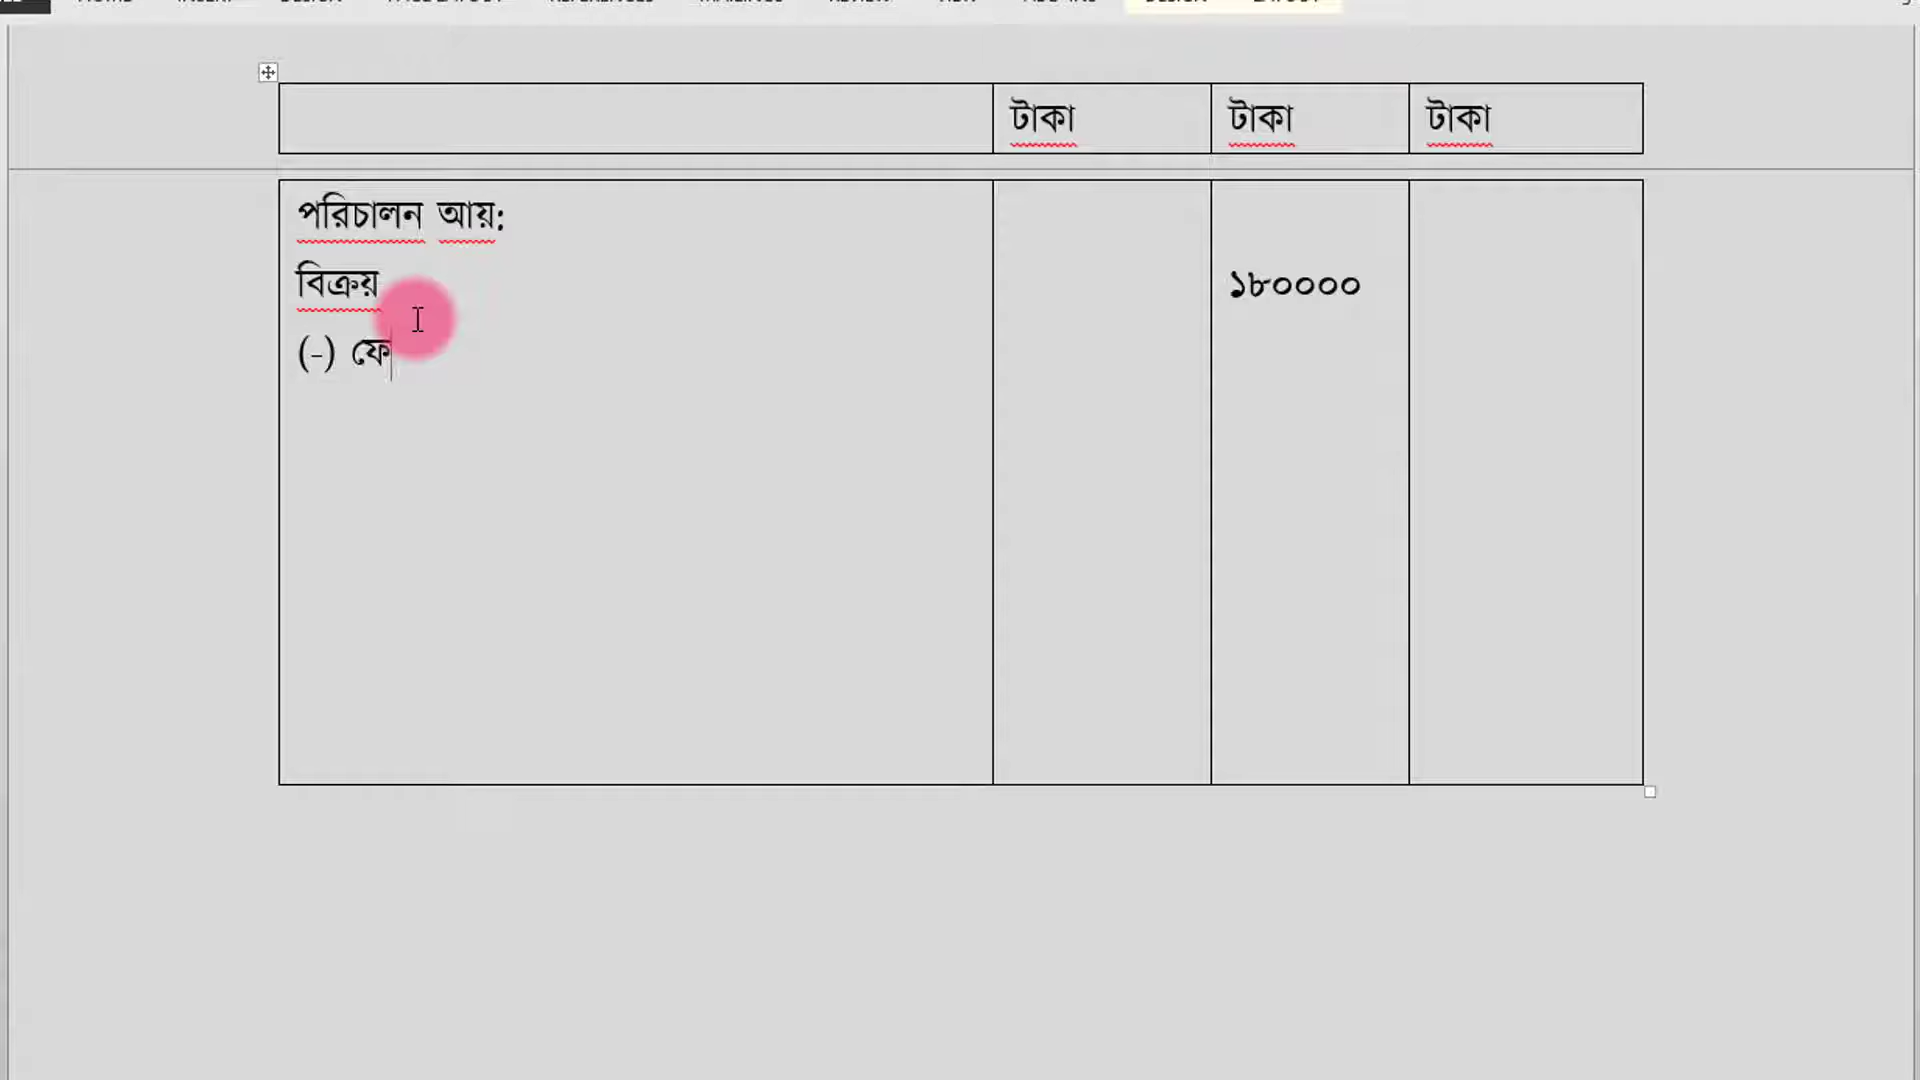 টাকা টাকা টাকা
পরিচালন আয়:
বিক্রয় ১৮০০০০
(-) ফে